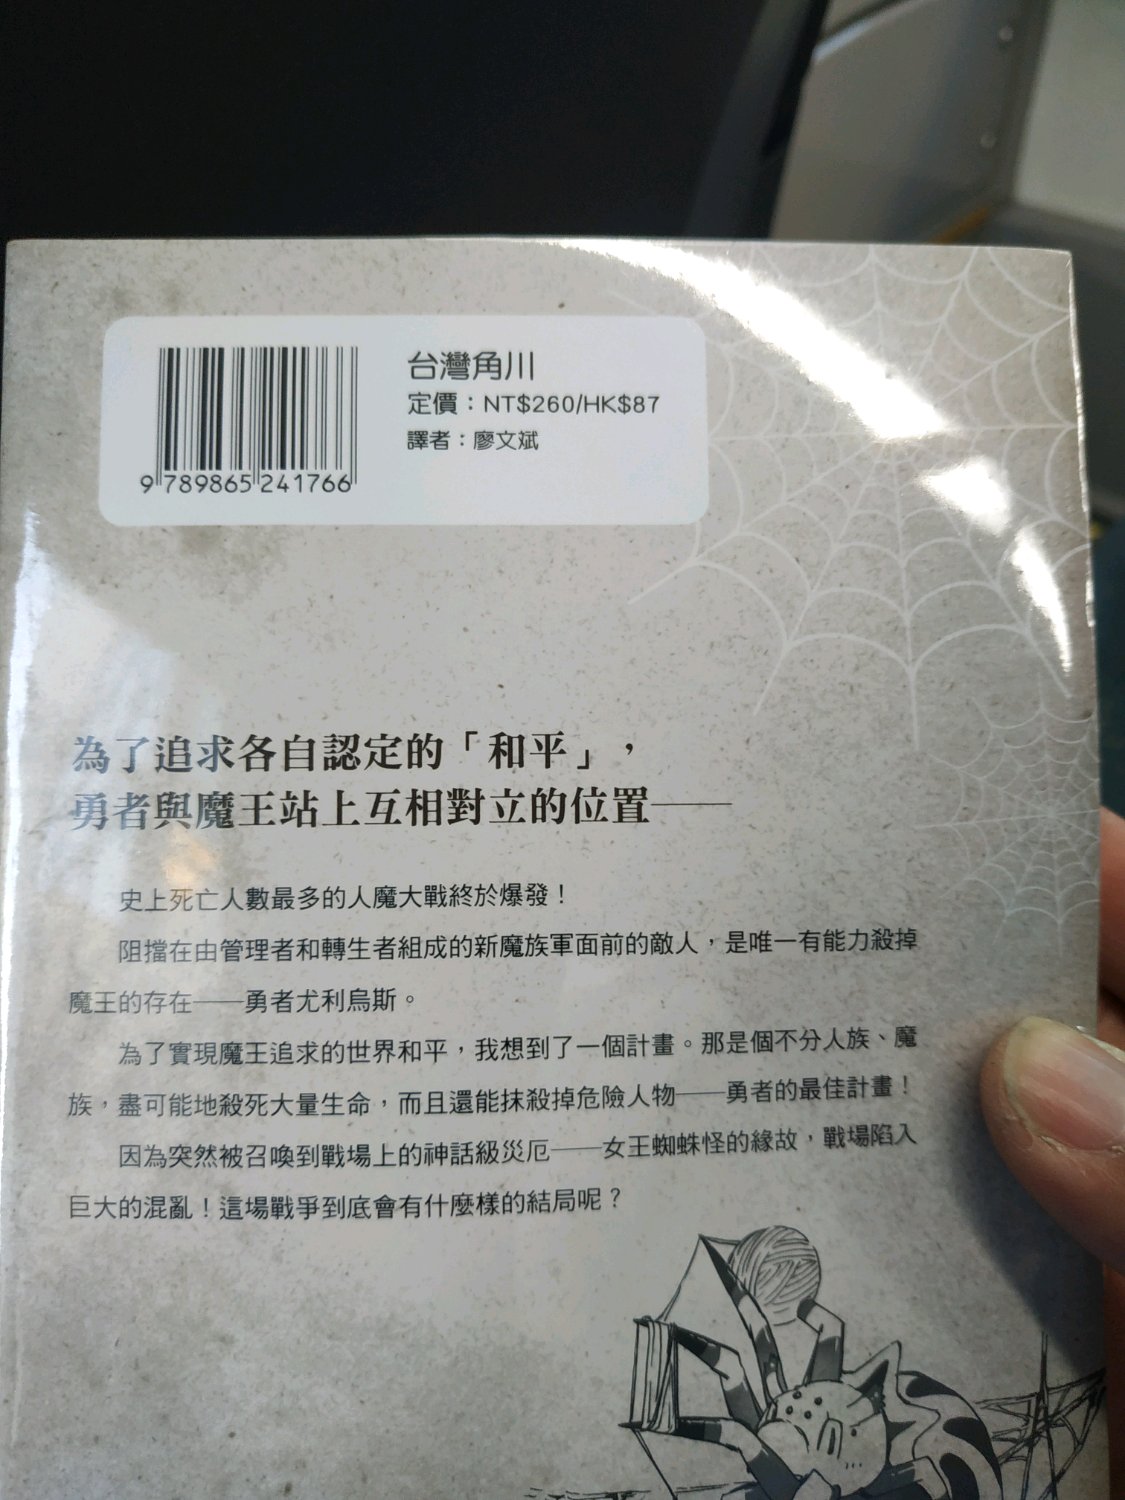 台灣角川
定價：NT$260/HK$87
譯者：廖文斌
9 789865 241766
為了追求各自認定的「和平」，
勇者與魔王站上互相對立的位置——
史上死亡人數最多的人魔大戰終於爆發！
阻擋在由管理者和轉生者組成的新魔族軍面前的敵人，是唯一有能力殺掉
魔王的存在——勇者尤利烏斯。
為了實現魔王追求的世界和平，我想到了一個計畫。那是個不分人族、魔
族，盡可能地殺死大量生命，而且還能抹殺掉危險人物——勇者的最佳計畫！
因為突然被召喚到戰場上的神話級災厄——女王蜘蛛怪的緣故，戰場陷入
巨大的混亂！這場戰爭到底會有什麼樣的結局呢？